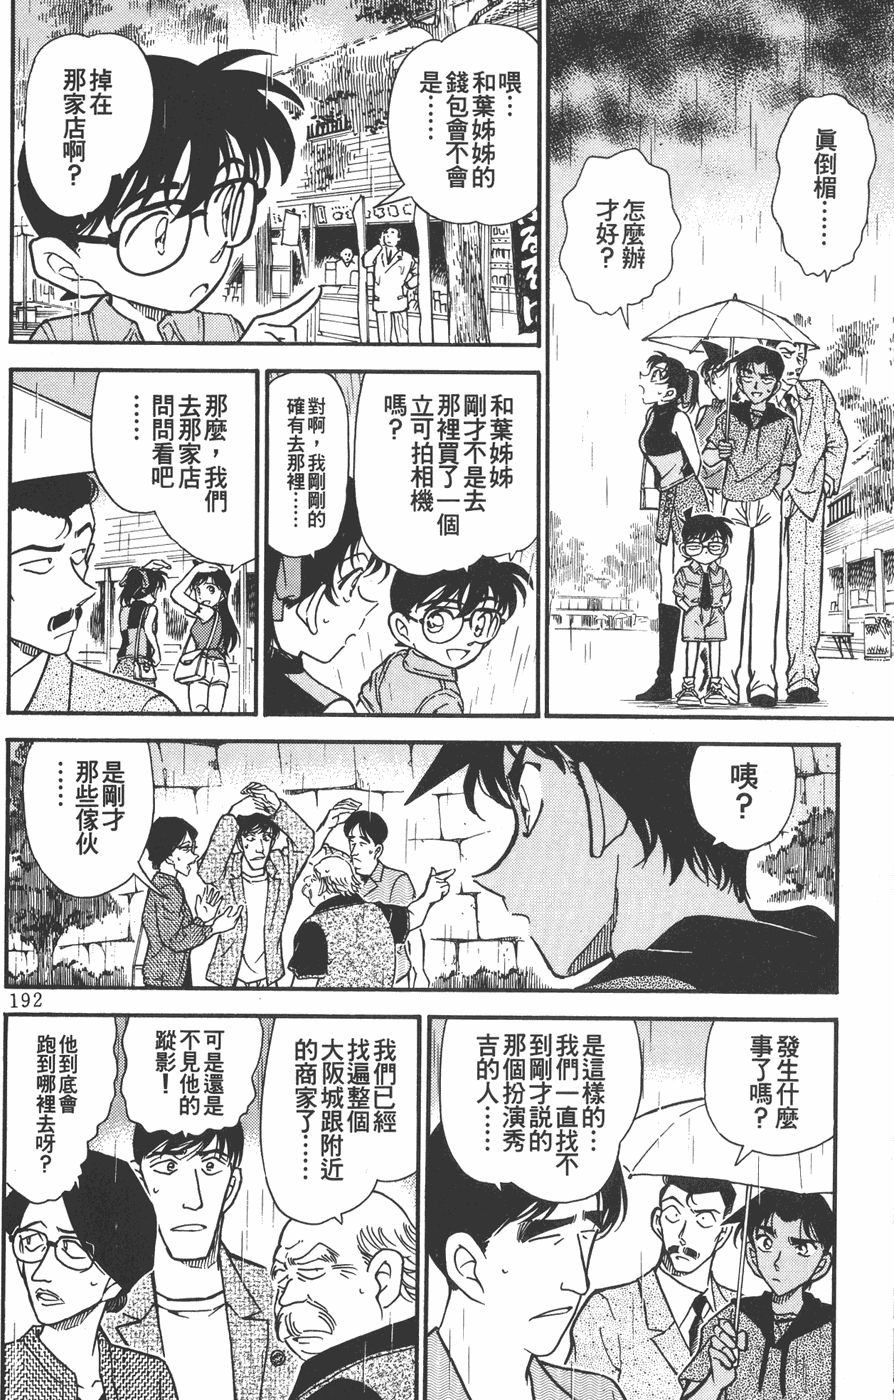 真倒楣……
怎麼辦
才好？
喂…
和葉姊姊的
錢包會不會
是……
掉在
那家店啊？
和葉姊姊
剛才不是去
那裡買了一個
立可拍相機
嗎？
對啊，我剛剛的
確有去那裡……
那麼，我們
去那家店
問問看吧
……
咦？
是剛才
那些傢伙
……
發生什麼
事了嗎？
是這樣的…
我們一直找不
到剛才說的
那個扮演秀
吉的人……
我們已經
找遍整個
大阪城跟附近
的商家了……
可是還是
不見他的
蹤影！
他到底會
跑到哪裡去呀？
192